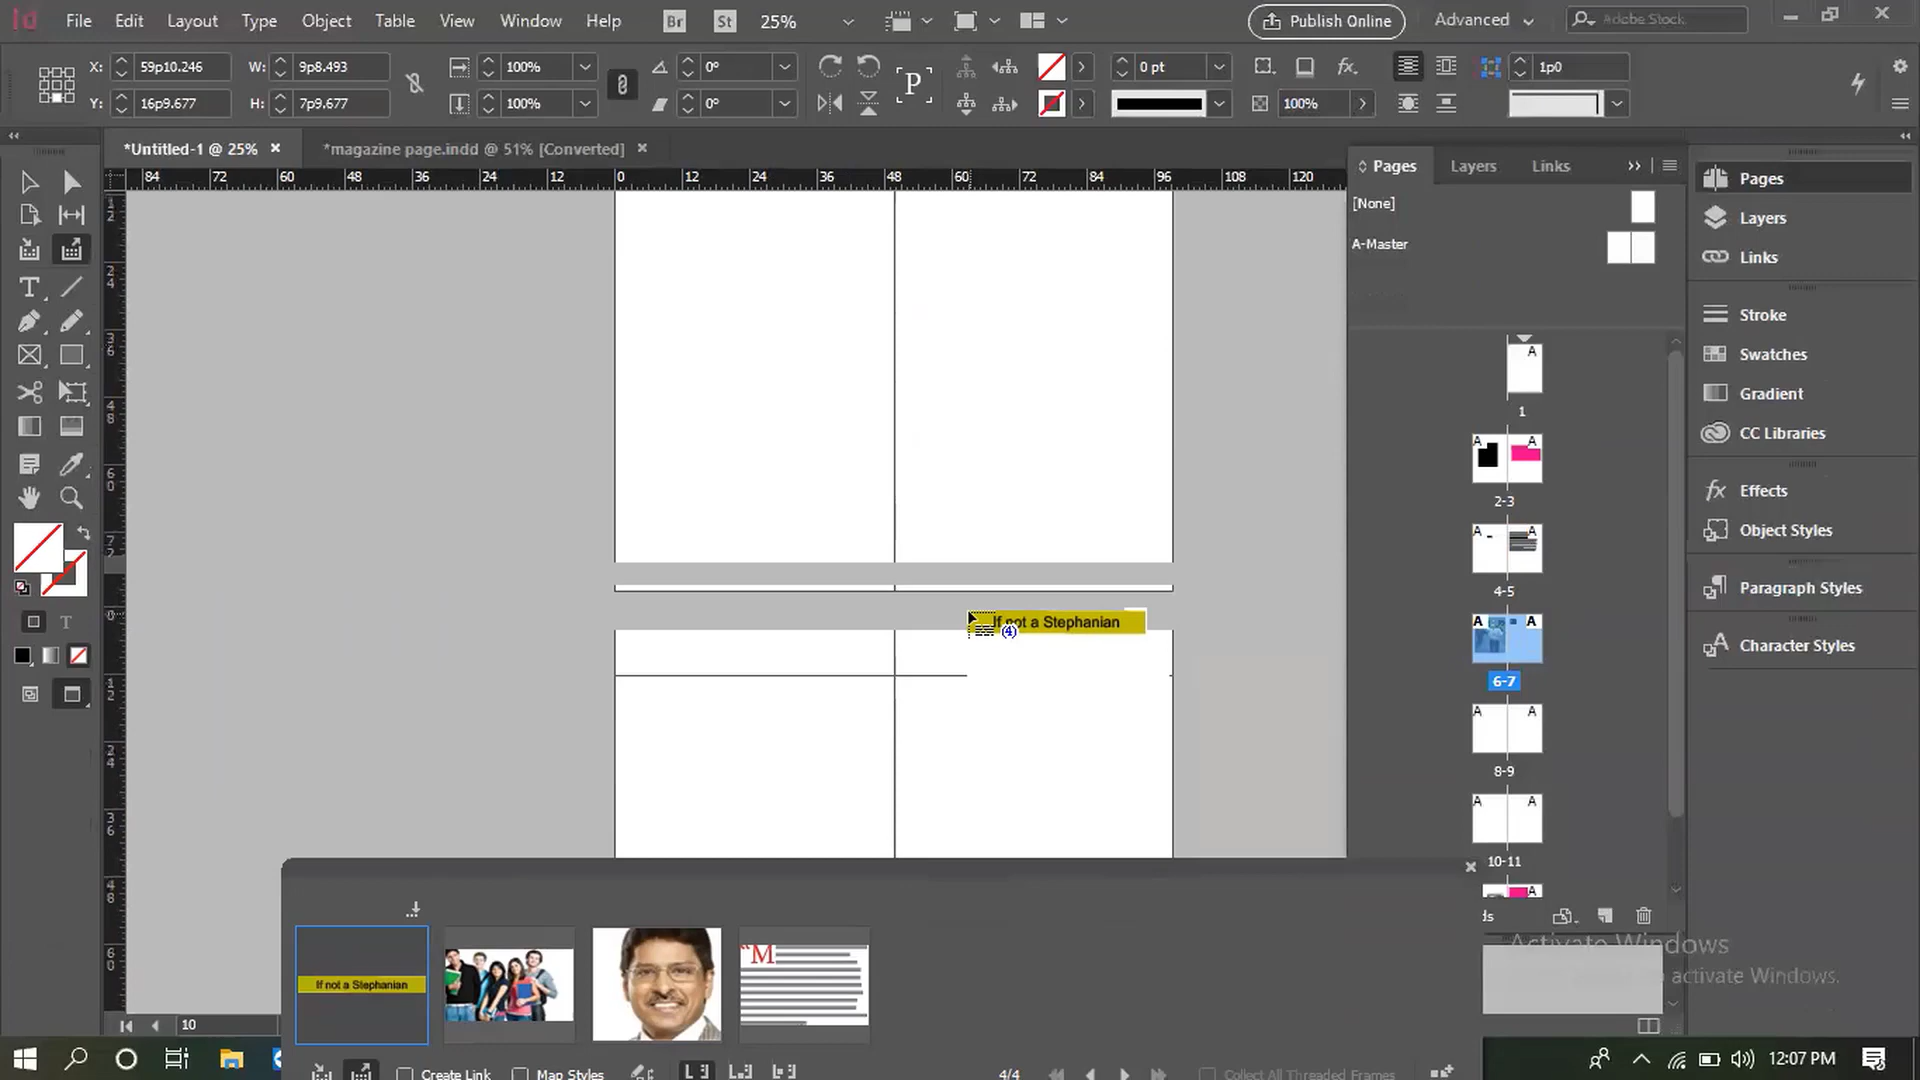 Id File Edit Layout Type Object Table View Window Help Br St 25% Publish Online Advanced Adobe Stock
X: 59p10.246 W: 9p8.493 100% 0° P 0 pt fx. 1p0
Y: 16p9.677 H: 7p9.677 100% 0° 100%
*Untitled-1 @ 25% *magazine page.indd @ 51% [Converted]
84 72 60 48 36 24 12 0 12 24 36 48 60 72 84 96 108 120
Pages Layers Links
[None]
A-Master
Pages
Layers
Links
Stroke
Swatches
Gradient
CC Libraries
fx Effects
Object Styles
Paragraph Styles
Character Styles
T
T
A
1
A A
2-3
A A
4-5
A A
6-7
A A
8-9
A A
10-11
A
ds
If not a Stephanian
(4)
If not a Stephanian
“M
Activate Windows
activate Windows.
10
Create Link Map Styles 4/4 Collect All Threaded Frames
12:07 PM